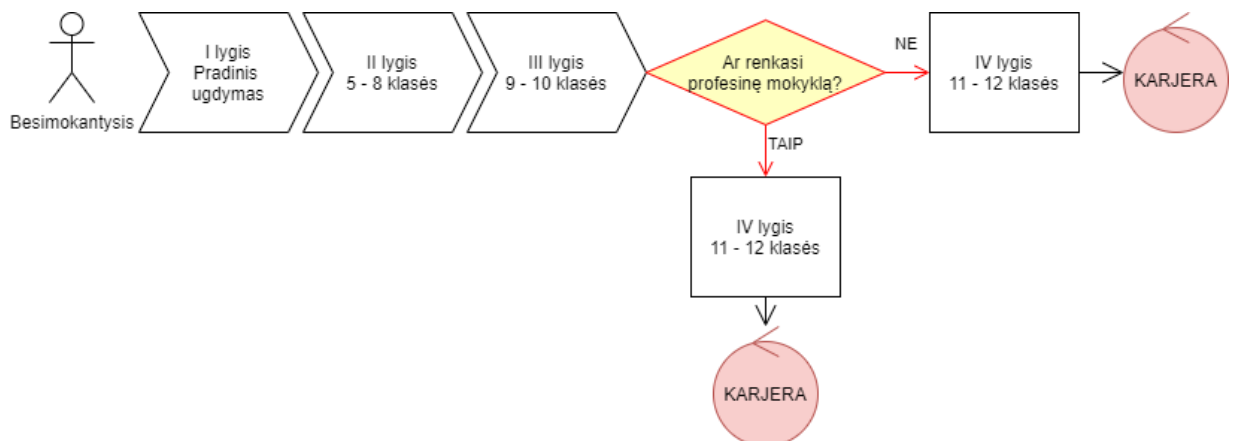 Besimokantysis
I lygis
Pradinis
ugdymas
II lygis
5 - 8 klasės
III lygis
9 - 10 klasės
Ar renkasi
profesinę mokyklą?
NE
IV lygis
11 - 12 klasės
KARJERA
TAIP
IV lygis
11 - 12 klasės
KARJERA